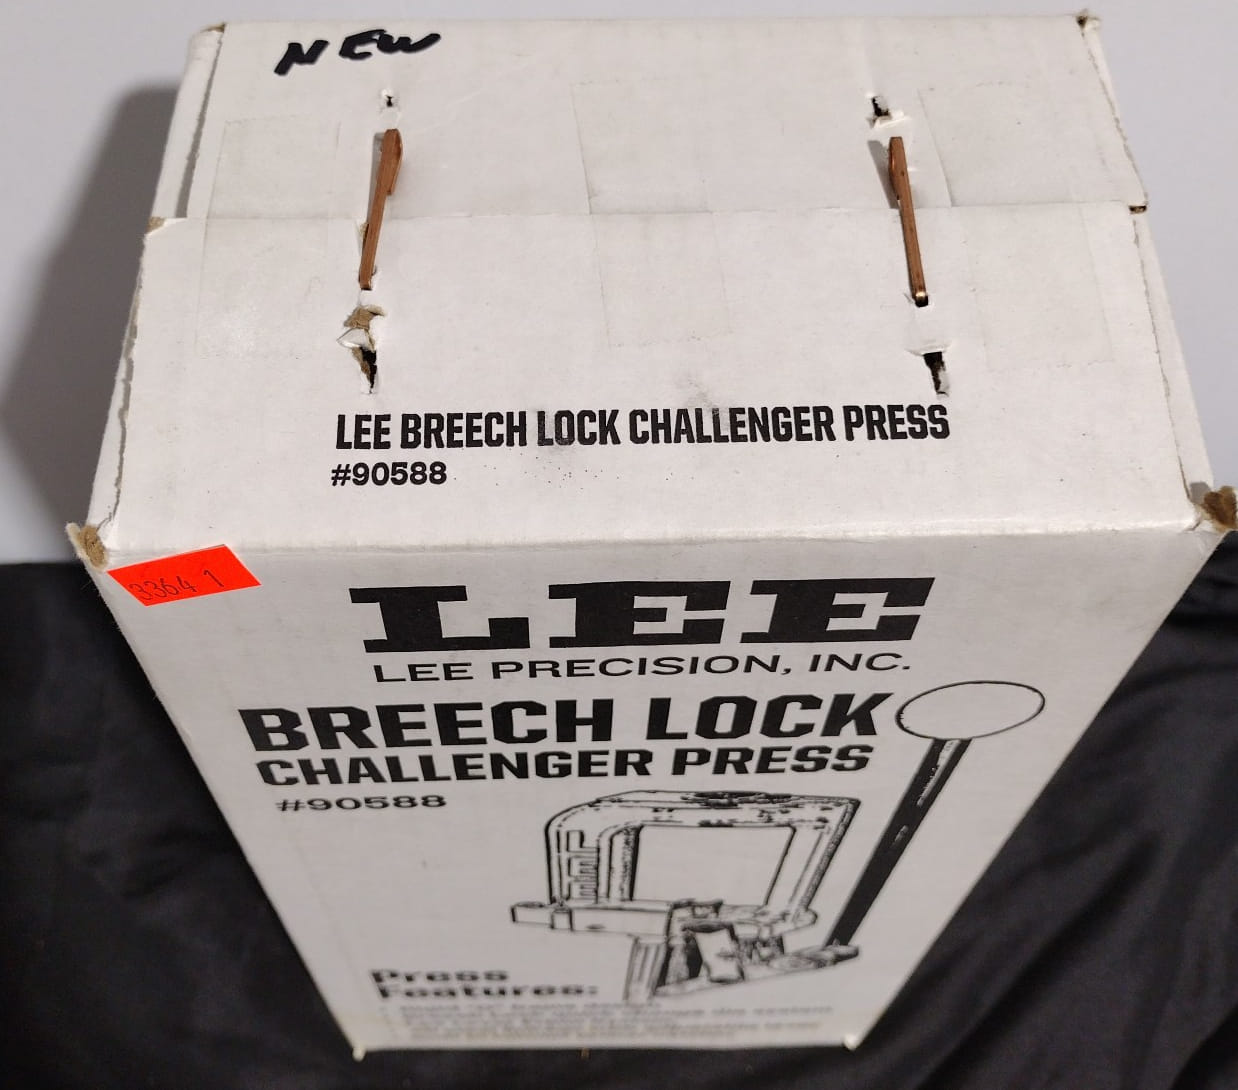 NEW
LEE BREECH LOCK CHALLENGER PRESS
#90588
3364 1
LEE
LEE PRECISION, INC.
BREECH LOCK
CHALLENGER PRESS
#90588
LEE
Press
Features: